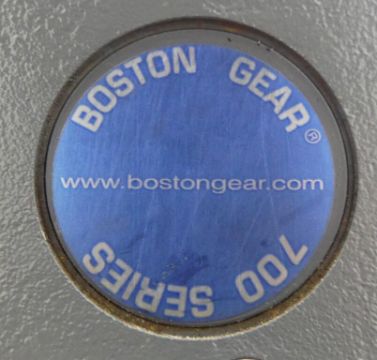 BOSTON GEAR®
www.bostongear.com
700 SERIES